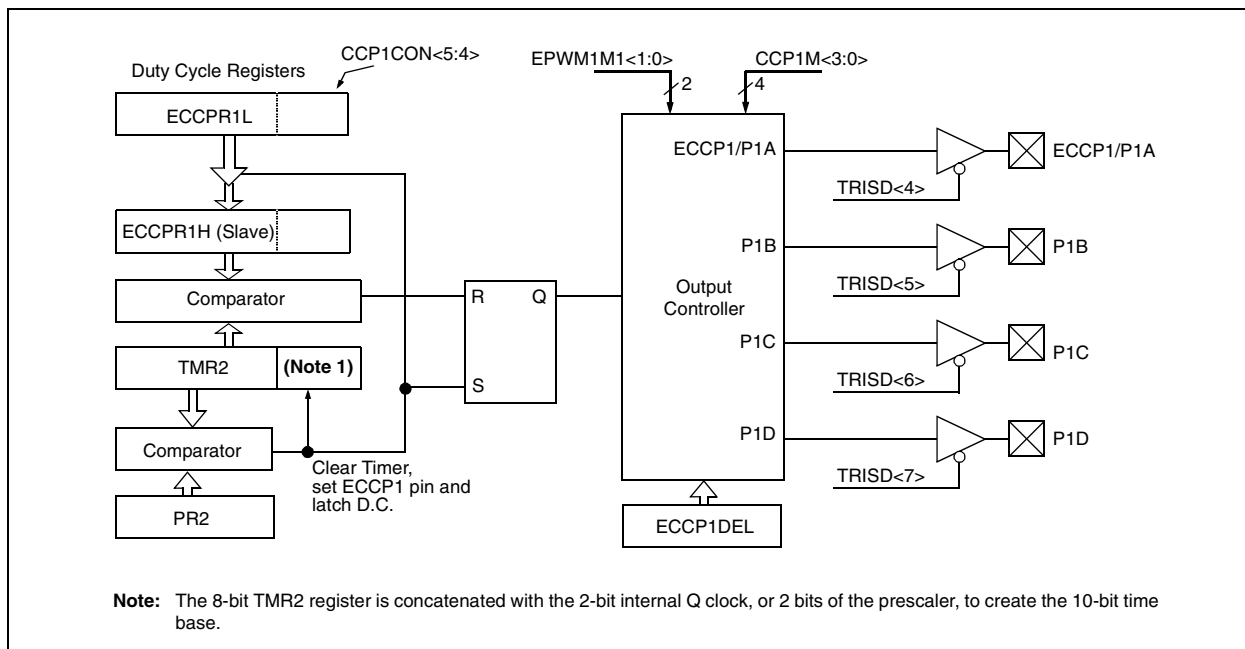 CCP1CON<5:4>
Duty Cycle Registers
ECCPR1L
ECCPR1H (Slave)
Comparator
TMR2
(Note 1)
Comparator
PR2
Clear Timer,
set ECCP1 pin and
latch D.C.
R
Q
S
EPWM1M1<1:0>
2
CCP1M<3:0>
4
Output
Controller
ECCP1/P1A
P1B
P1C
P1D
ECCP1DEL
TRISD<4>
ECCP1/P1A
TRISD<5>
P1B
TRISD<6>
P1C
TRISD<7>
P1D
Note: The 8-bit TMR2 register is concatenated with the 2-bit internal Q clock, or 2 bits of the prescaler, to create the 10-bit time
base.